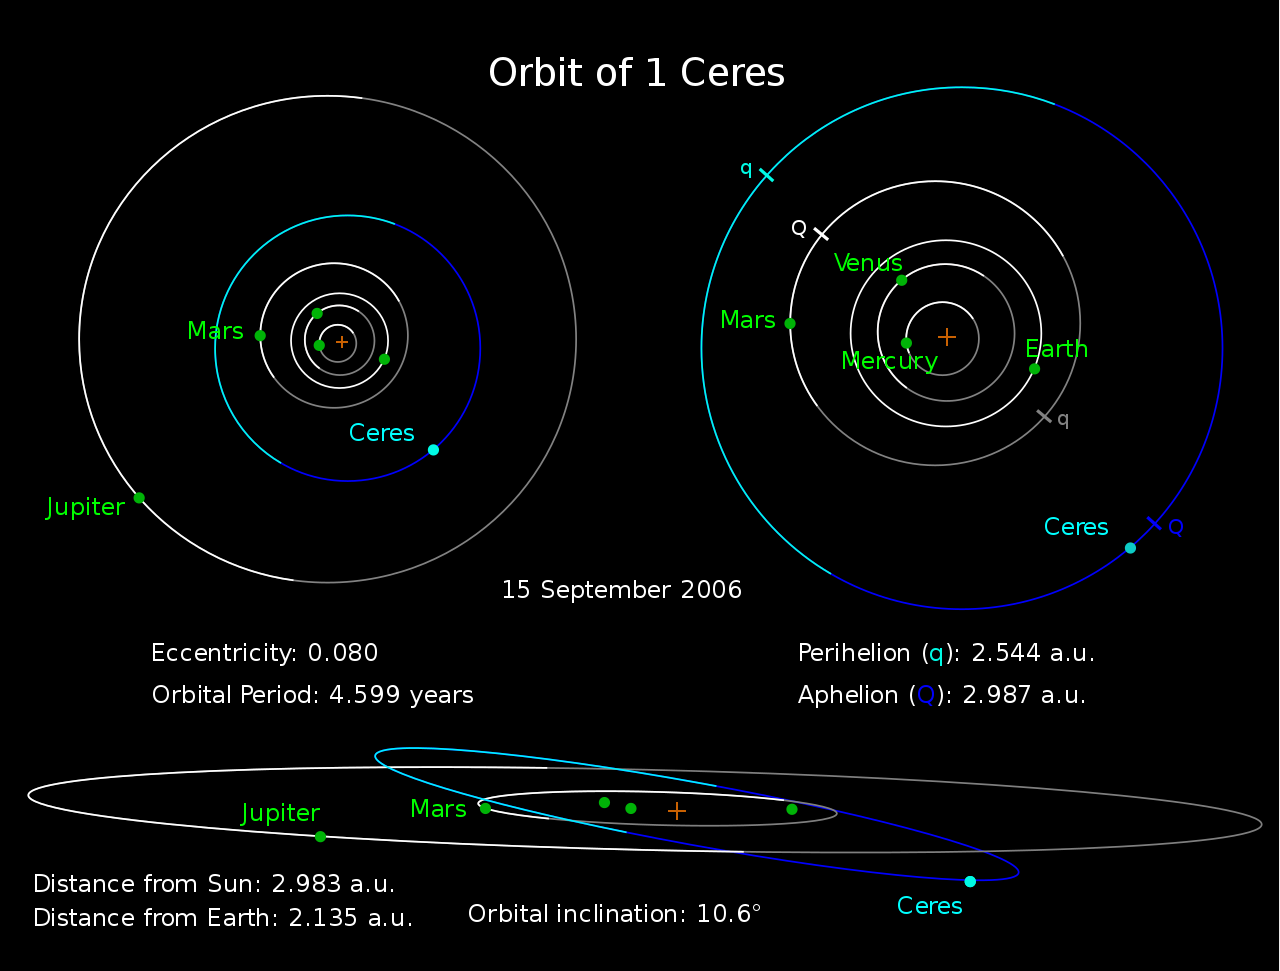 Orbit of 1 Ceres
q
Q
Venus
Mars
Mars
Mercury
Earth
q
Ceres
Jupiter
Ceres
Q
15 September 2006
Eccentricity: 0.080
Orbital Period: 4.599 years
Perihelion (q): 2.544 a.u.
Aphelion (Q): 2.987 a.u.
Jupiter
Mars
Ceres
Distance from Sun: 2.983 a.u.
Distance from Earth: 2.135 a.u.
Orbital inclination: 10.6°